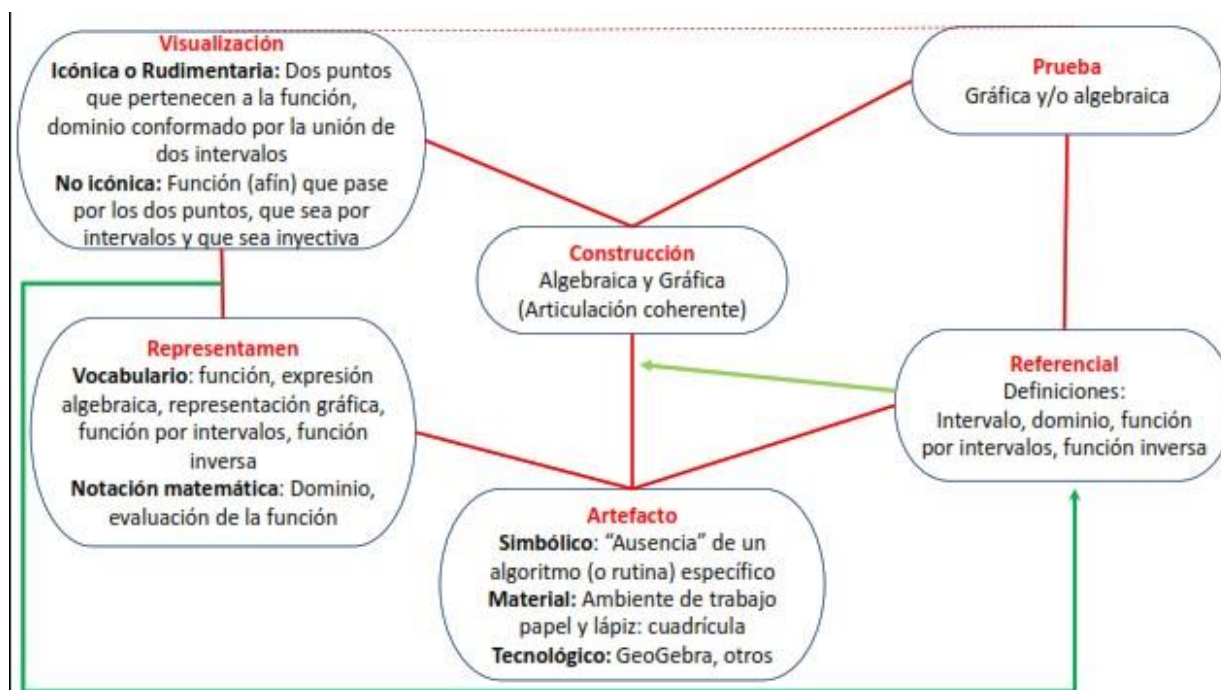 Visualización
Icónica o Rudimentaria: Dos puntos
que pertenecen a la función,
dominio conformado por la unión de
dos intervalos
No icónica: Función (afín) que pase
por los dos puntos, que sea por
intervalos y que sea inyectiva
Prueba
Gráfica y/o algebraica
Construcción
Algebraica y Gráfica
(Articulación coherente)
Representamen
Vocabulario: función, expresión
algebraica, representación gráfica,
función por intervalos, función
inversa
Notación matemática: Dominio,
evaluación de la función
Referencial
Definiciones:
Intervalo, dominio, función
por intervalos, función inversa
Artefacto
Simbólico: “Ausencia” de un
algoritmo (o rutina) específico
Material: Ambiente de trabajo
papel y lápiz: cuadrícula
Tecnológico: GeoGebra, otros